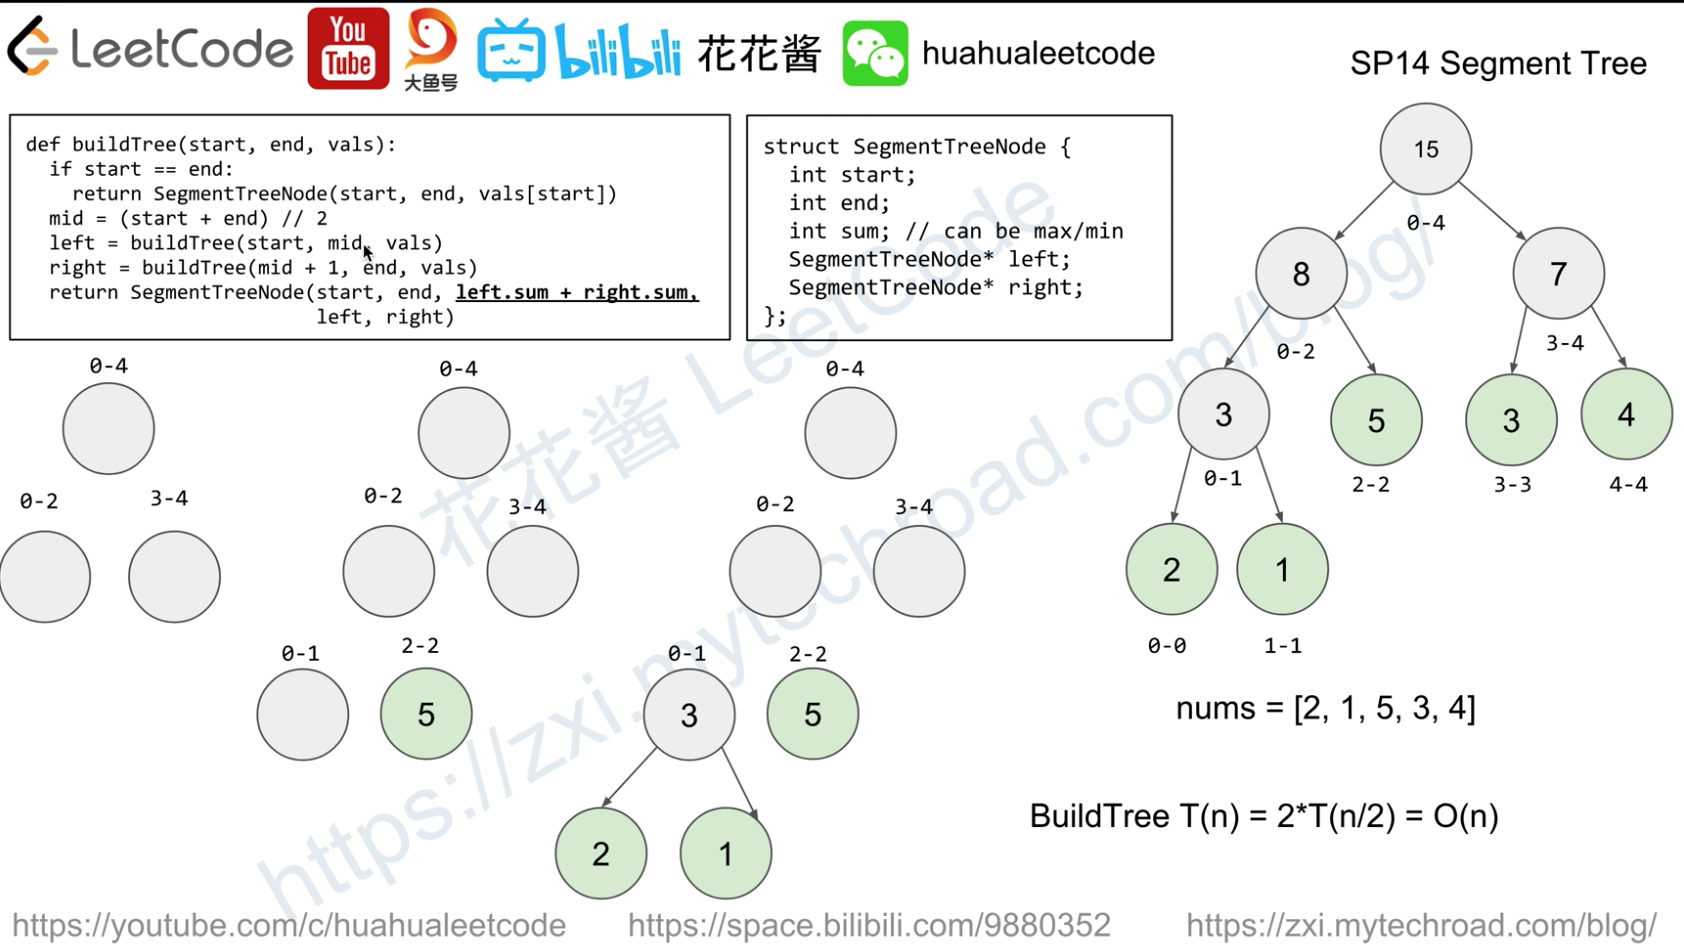 LeetCode
You
Tube
大鱼号
bilibili
花花酱
huahualeetcode
SP14 Segment Tree
def buildTree(start, end, vals):
  if start == end:
    return SegmentTreeNode(start, end, vals[start])
  mid = (start + end) // 2
  left = buildTree(start, mid, vals)
  right = buildTree(mid + 1, end, vals)
  return SegmentTreeNode(start, end, left.sum + right.sum,
                         left, right)
struct SegmentTreeNode {
  int start;
  int end;
  int sum; // can be max/min
  SegmentTreeNode* left;
  SegmentTreeNode* right;
};
15
0-4
8
7
0-2
3-4
3
5
3
4
0-1
2-2
3-3
4-4
2
1
0-0
1-1
0-4
0-2
3-4
0-4
0-2
3-4
0-1
2-2
5
0-4
0-2
3-4
0-1
2-2
3
5
2
1
nums = [2, 1, 5, 3, 4]
BuildTree T(n) = 2*T(n/2) = O(n)
花花酱 LeetCode
https://zxi.mytechroad.com/blog/
https://youtube.com/c/huahualeetcode
https://space.bilibili.com/9880352
https://zxi.mytechroad.com/blog/